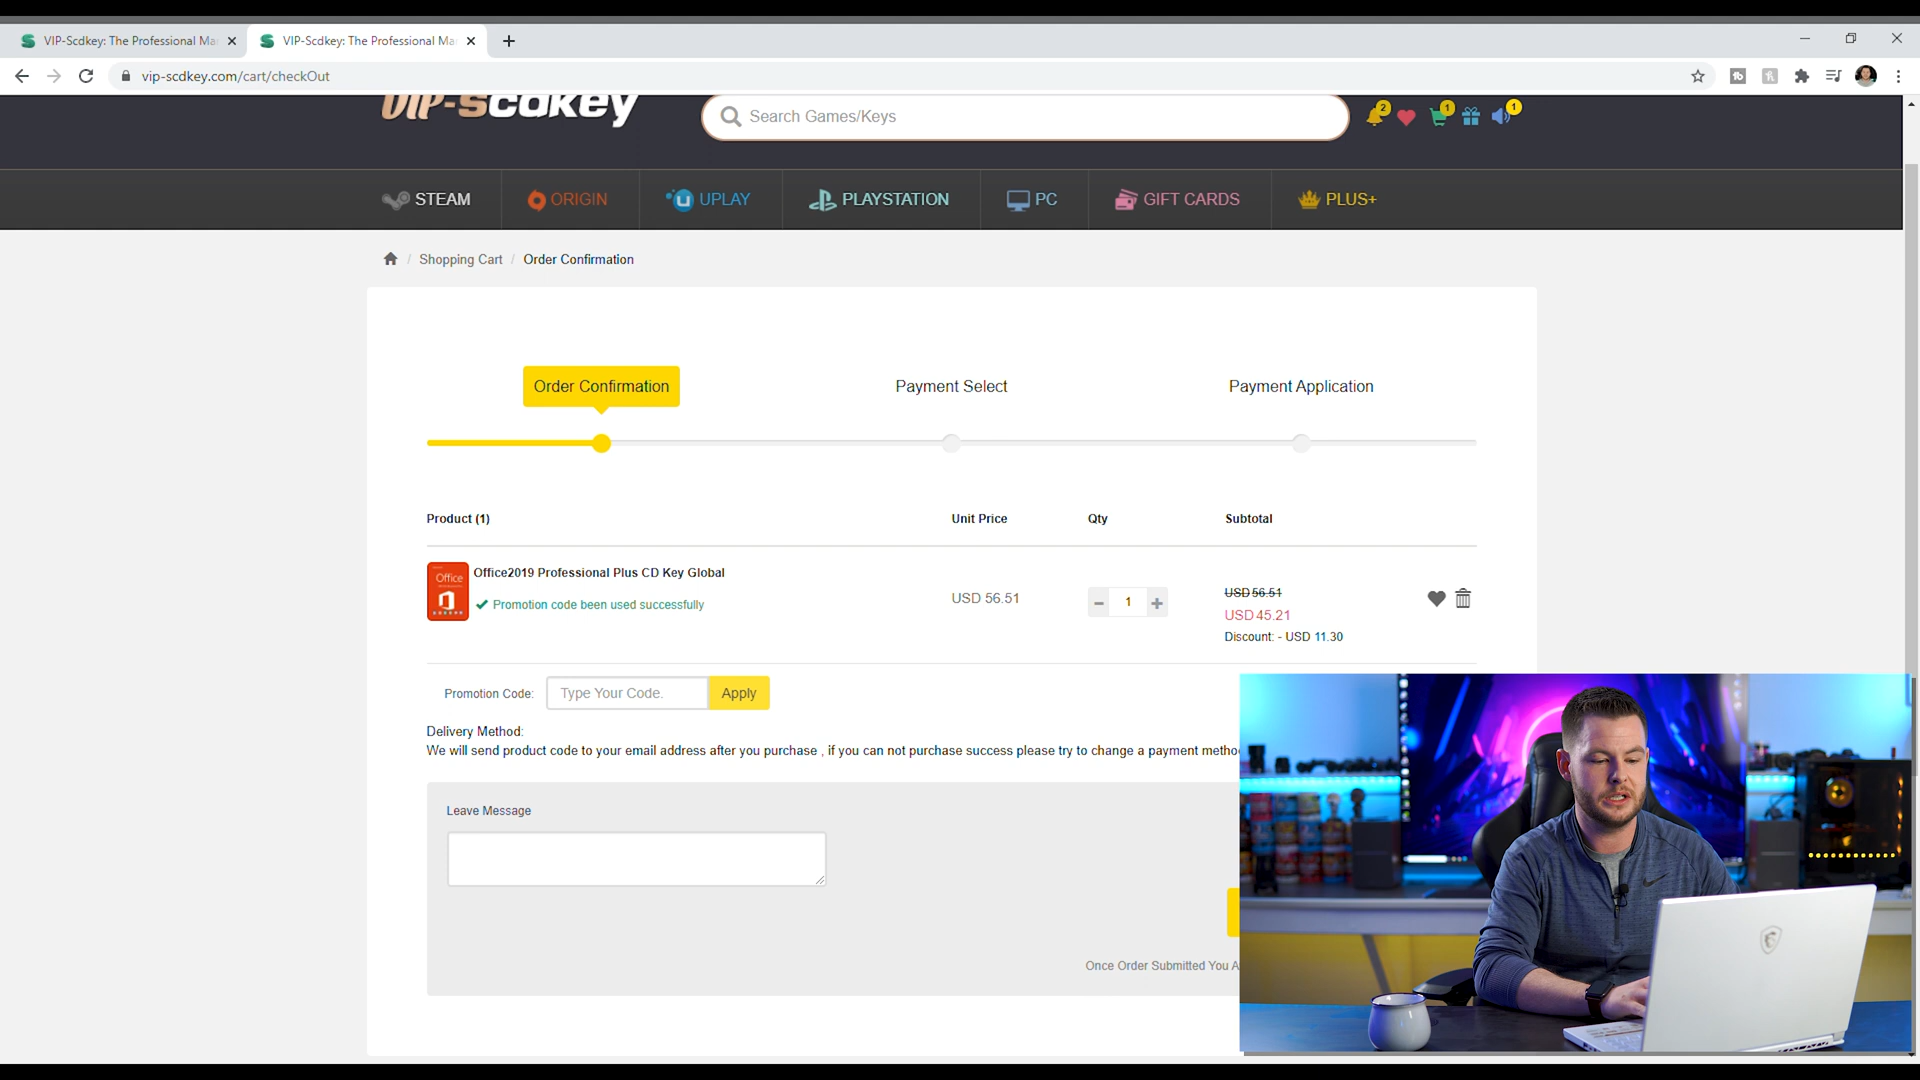 VIP-Scdkey: The Professional Ma
VIP-Scdkey: The Professional Ma
vip-scdkey.com/cart/checkOut
VIP-Scdkey
Search Games/Keys
2
1
1
STEAM
ORIGIN
UPLAY
PLAYSTATION
PC
GIFT CARDS
PLUS+
/ Shopping Cart / Order Confirmation
Order Confirmation
Payment Select
Payment Application
Product (1)
Unit Price
Qty
Subtotal
Office
Office2019 Professional Plus CD Key Global
Promotion code been used successfully
USD 56.51
− 1 +
USD 56.51
USD 45.21
Discount: - USD 11.30
Promotion Code:
Type Your Code.
Apply
Delivery Method:
We will send product code to your email address after you purchase , if you can not purchase success please try to change a payment metho
Leave Message
Once Order Submitted You A